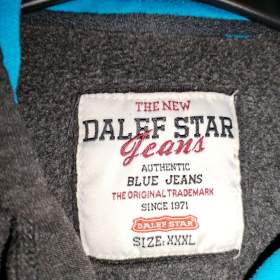 THE NEW
DALEF STAR
Jeans
AUTHENTIC
BLUE JEANS
THE ORIGINAL TRADEMARK
SINCE 1971
DALEF STAR
SIZE: XXXL